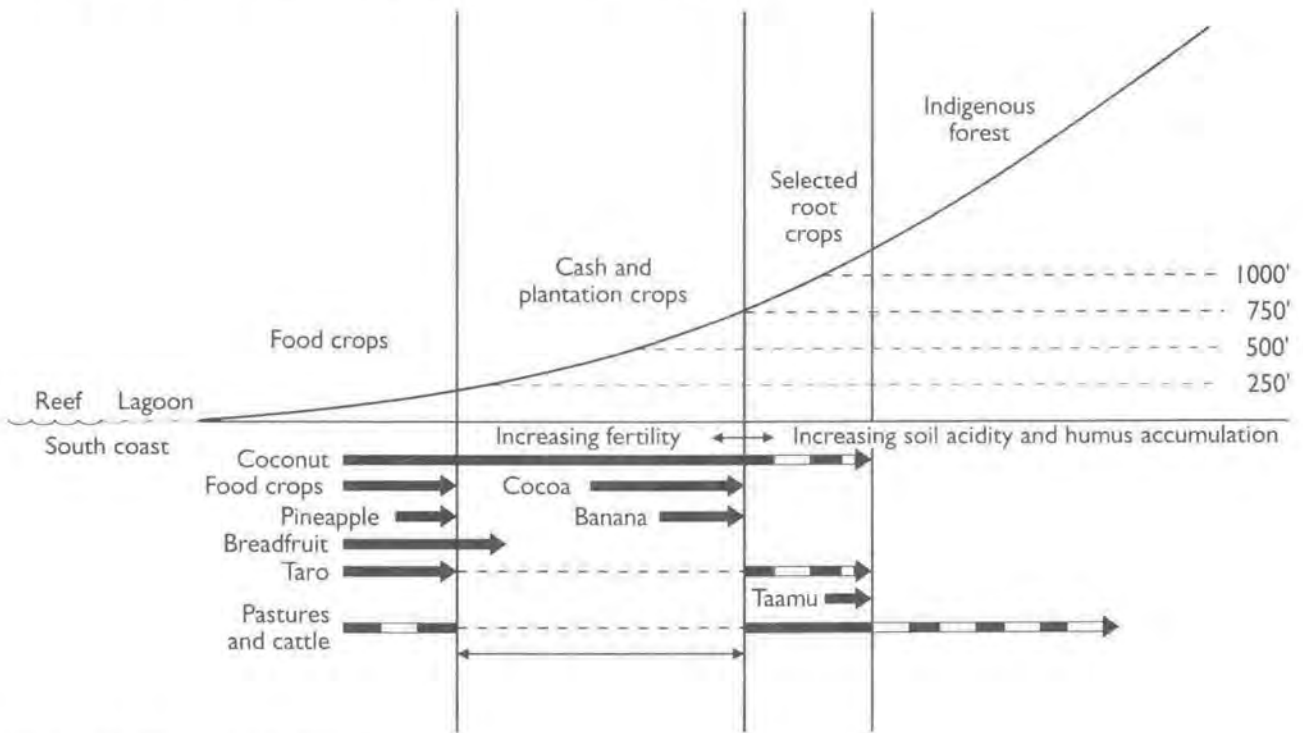 Indigenous
forest
Selected
root
crops
Cash and
plantation crops
Food crops
1000'
750'
500'
250'
Reef Lagoon
South coast
Increasing fertility Increasing soil acidity and humus accumulation
Coconut
Food crops Cocoa
Pineapple Banana
Breadfruit
Taro
Taamu
Pastures
and cattle